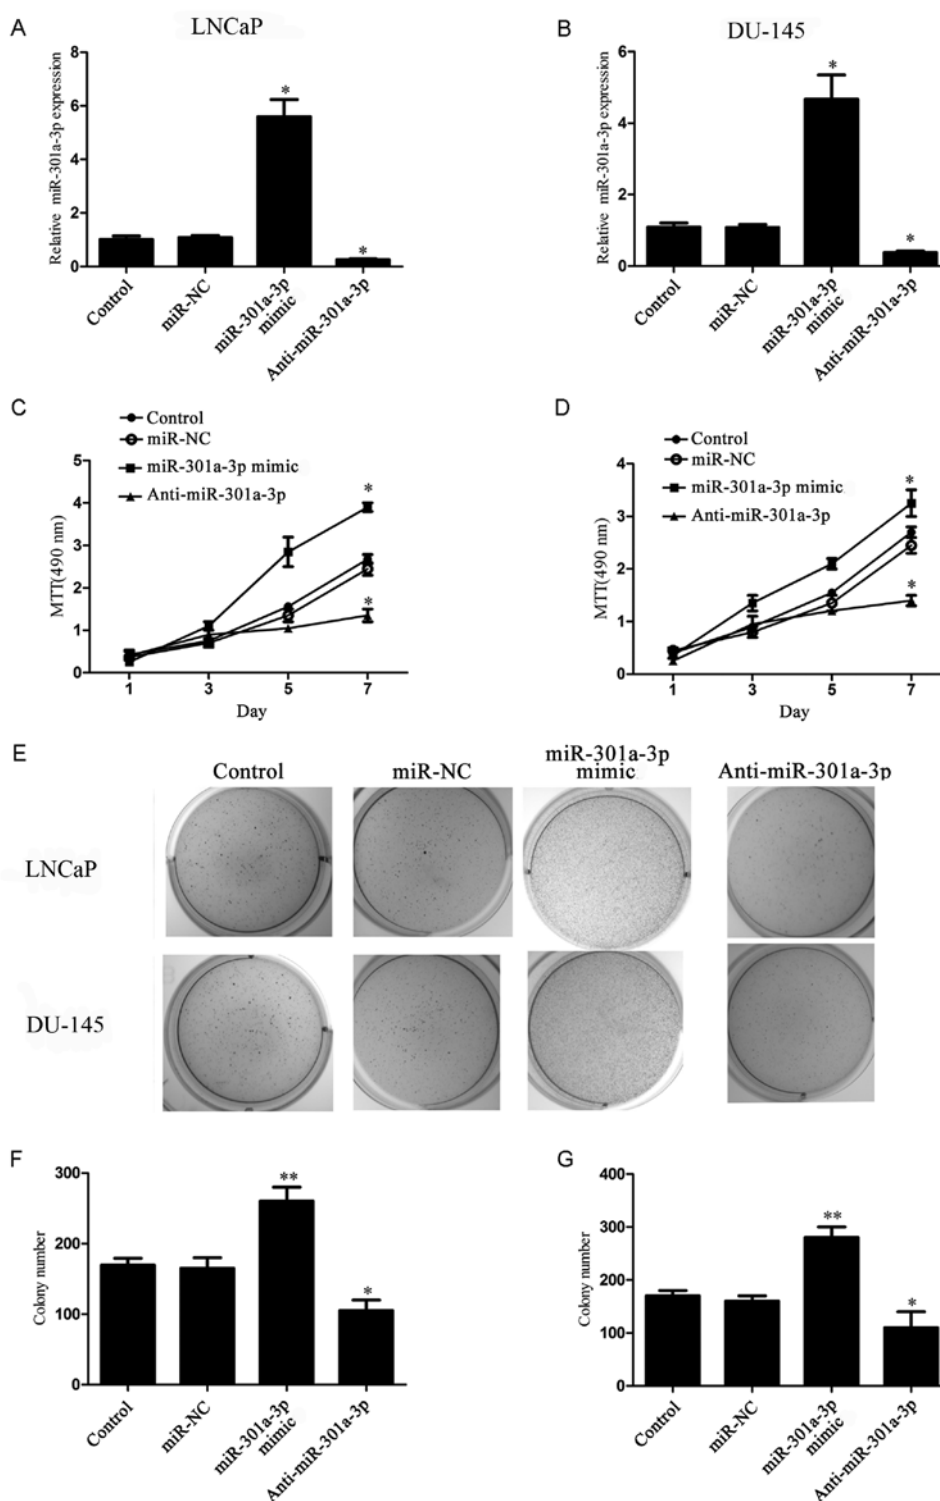 A
LNCaP
Relative miR-301a-3p expression
8
6
4
2
0
*
*
Control
miR-NC
miR-301a-3p
mimic
Anti-miR-301a-3p
B
DU-145
Relative miR-301a-3p expression
6
4
2
0
*
*
Control
miR-NC
miR-301a-3p
mimic
Anti-miR-301a-3p
C
Control
miR-NC
miR-301a-3p mimic
Anti-miR-301a-3p
MTT(490 nm)
5
4
3
2
1
0
*
*
1 3 5 7
Day
D
Control
miR-NC
miR-301a-3p mimic
Anti-miR-301a-3p
MTT(490 nm)
4
3
2
1
0
*
*
1 3 5 7
Day
E
Control
miR-NC
miR-301a-3p
mimic
Anti-miR-301a-3p
LNCaP
DU-145
F
Colony number
300
200
100
0
**
*
Control
miR-NC
miR-301a-3p
mimic
Anti-miR-301a-3p
G
Colony number
400
300
200
100
0
**
*
Control
miR-NC
miR-301a-3p
mimic
Anti-miR-301a-3p